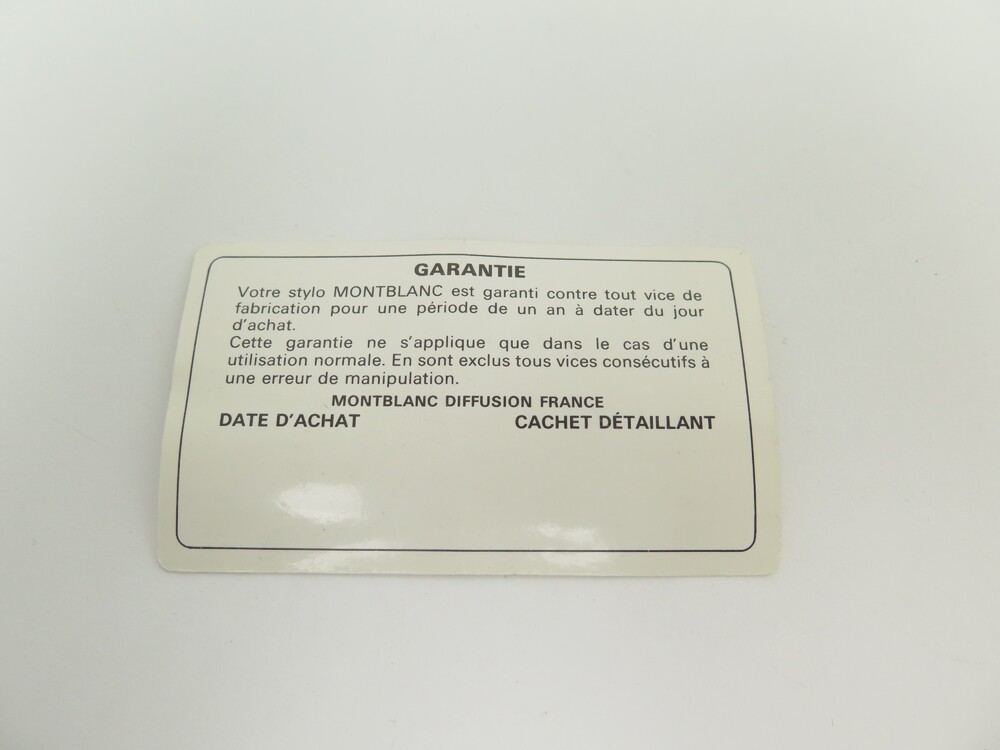 GARANTIE
Votre stylo MONTBLANC est garanti contre tout vice de
fabrication pour une période de un an à dater du jour
d'achat.
Cette garantie ne s'applique que dans le cas d'une
utilisation normale. En sont exclus tous vices consécutifs à
une erreur de manipulation.
MONTBLANC DIFFUSION FRANCE
DATE D'ACHAT CACHET DÉTAILLANT